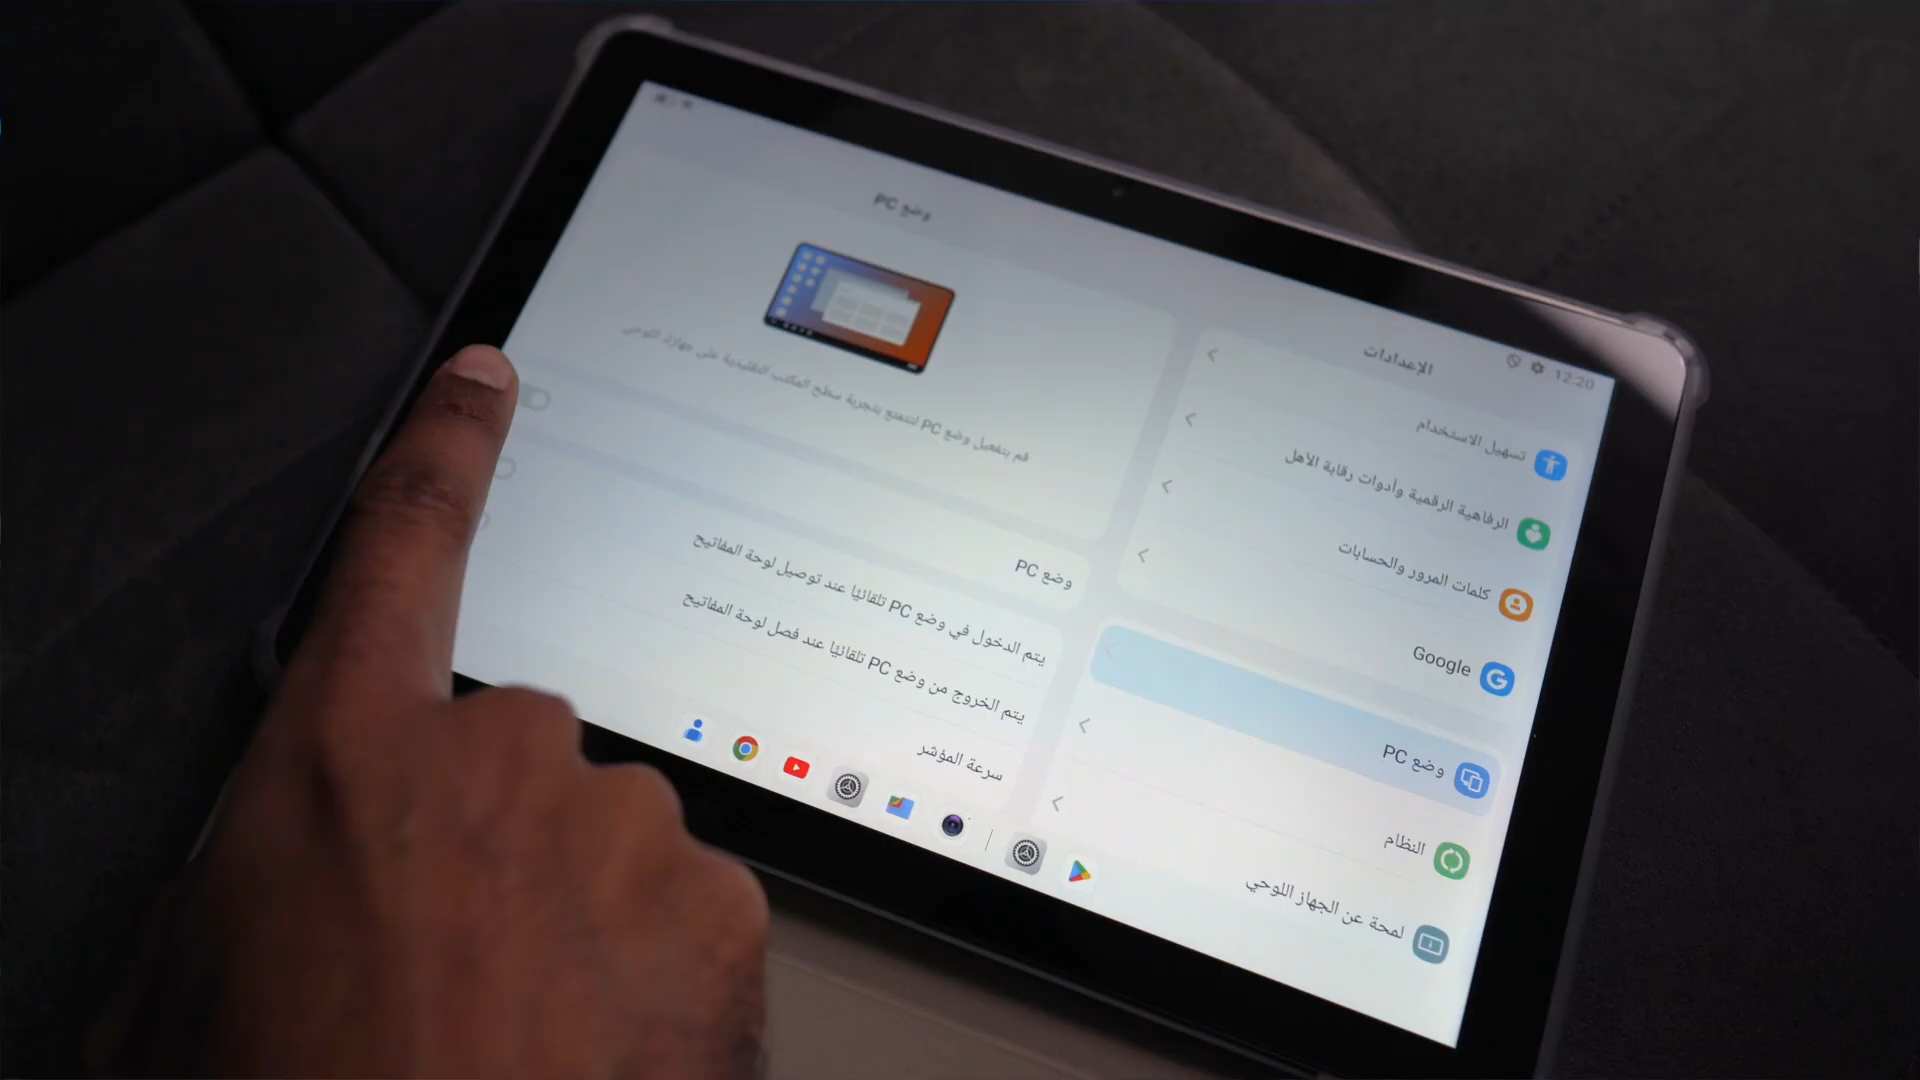 12:20
الإعدادات
تسهيل الاستخدام
الرفاهية الرقمية وأدوات رقابة الأهل
كلمات المرور والحسابات
Google
وضع PC
النظام
لمحة عن الجهاز اللوحي
وضع PC
قم بتفعيل وضع PC لتتمتع بتجربة سطح المكتب التقليدية على جهازك اللوحي
وضع PC
يتم الدخول في وضع PC تلقائيًا عند توصيل لوحة المفاتيح
يتم الخروج من وضع PC تلقائيًا عند فصل لوحة المفاتيح
سرعة المؤشر